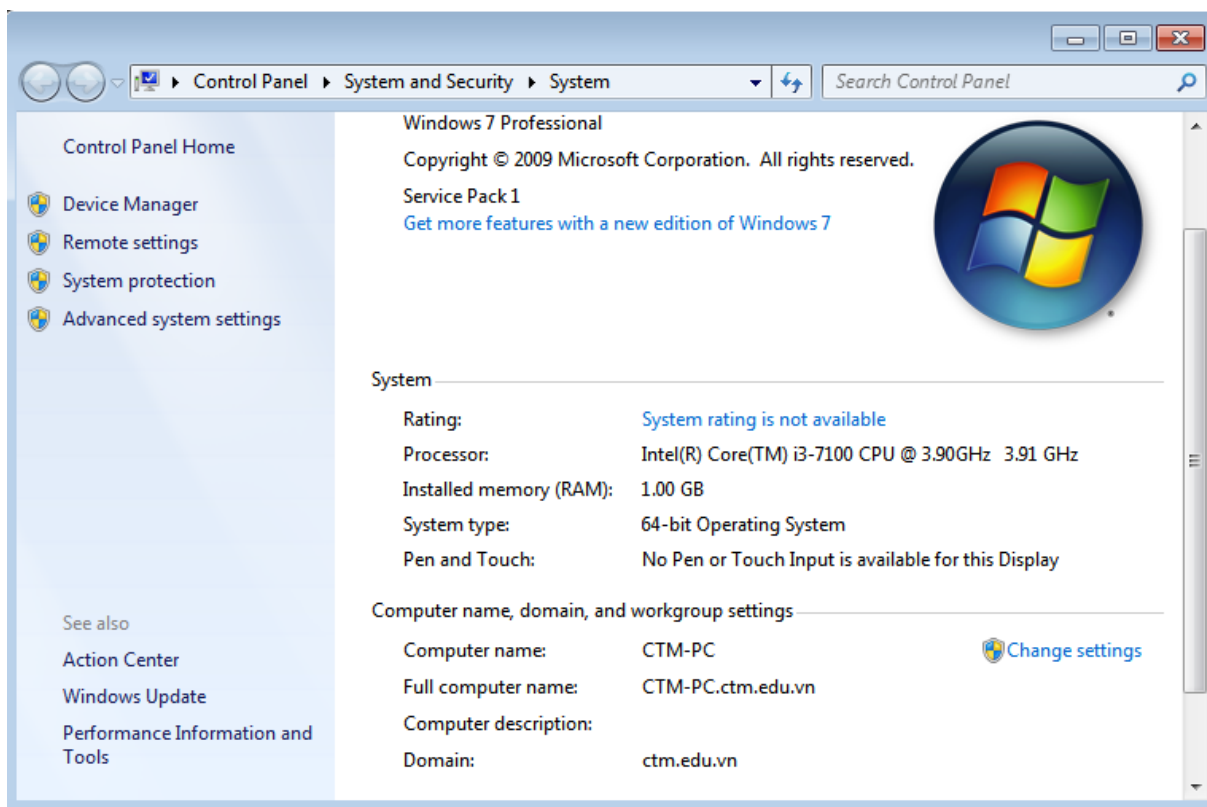 Control Panel ▸ System and Security ▸ System
Search Control Panel
Control Panel Home
Device Manager
Remote settings
System protection
Advanced system settings
See also
Action Center
Windows Update
Performance Information and
Tools
Windows 7 Professional
Copyright © 2009 Microsoft Corporation. All rights reserved.
Service Pack 1
Get more features with a new edition of Windows 7
System
Rating: System rating is not available
Processor: Intel(R) Core(TM) i3-7100 CPU @ 3.90GHz 3.91 GHz
Installed memory (RAM): 1.00 GB
System type: 64-bit Operating System
Pen and Touch: No Pen or Touch Input is available for this Display
Computer name, domain, and workgroup settings
Computer name: CTM-PC Change settings
Full computer name: CTM-PC.ctm.edu.vn
Computer description:
Domain: ctm.edu.vn